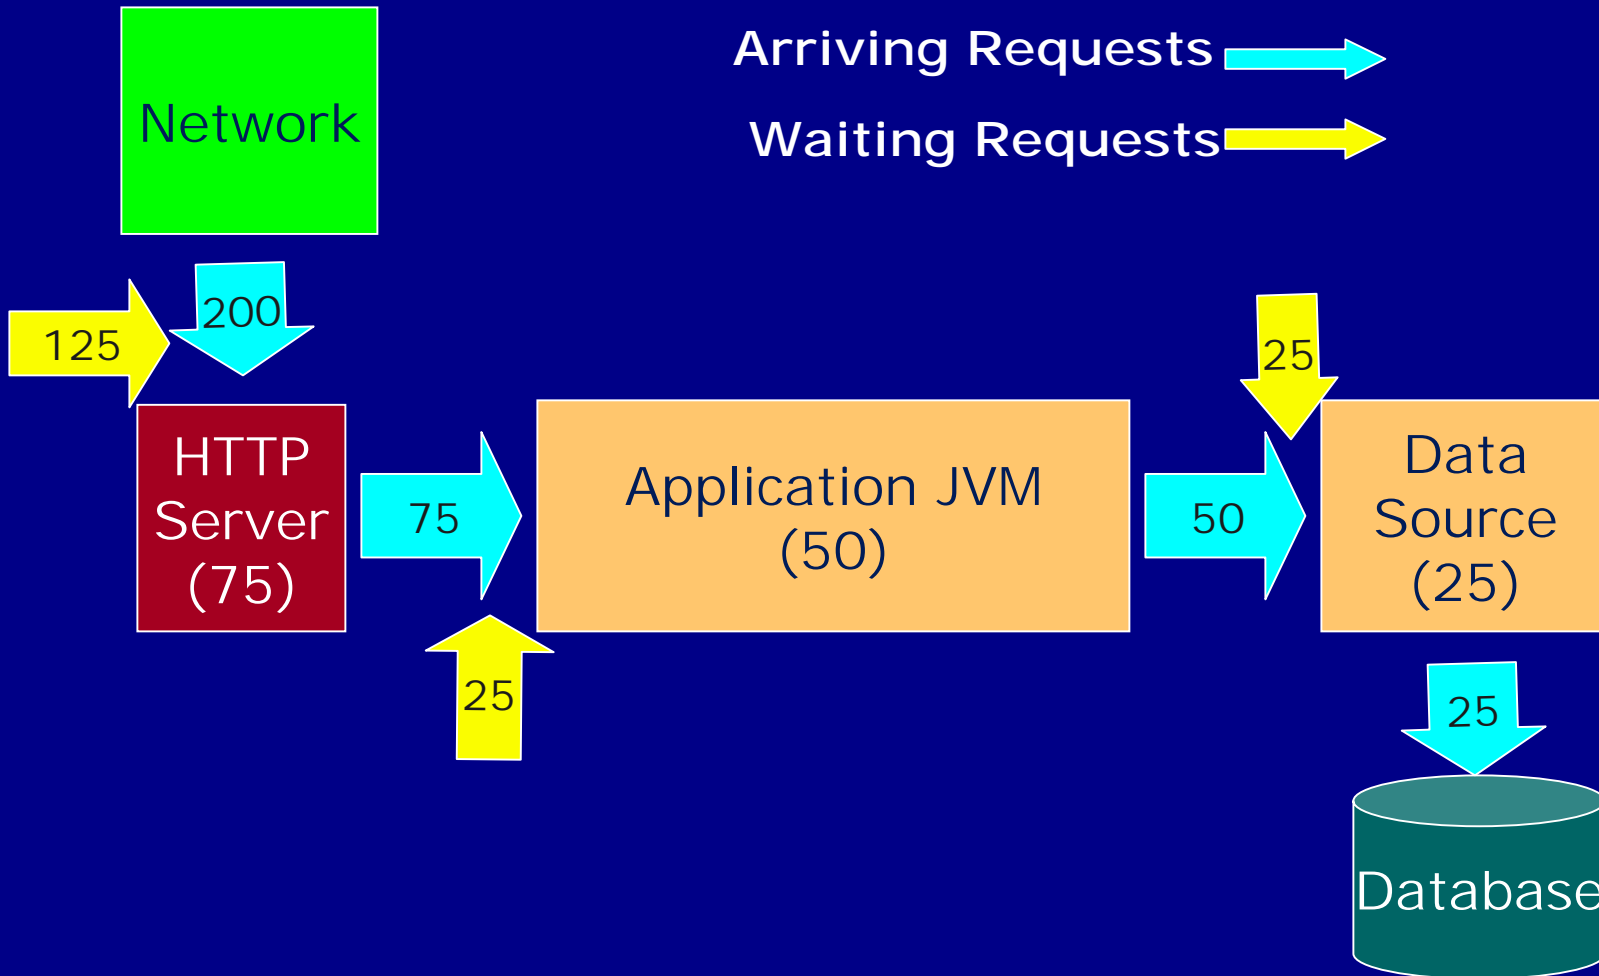 Network
Arriving Requests
Waiting Requests
200
125
25
HTTP
Server
(75)
75
Application JVM
(50)
50
Data
Source
(25)
25
25
Database